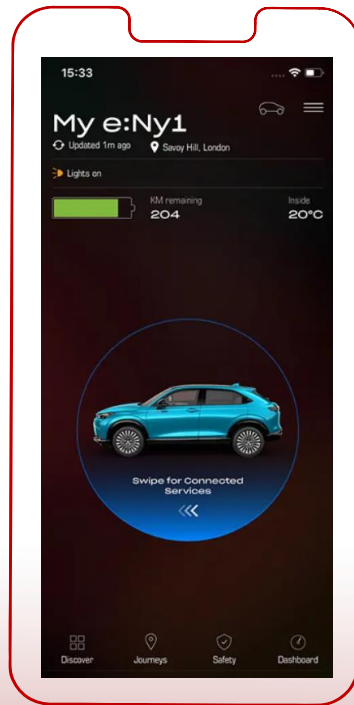 15:33
My e:Ny1
Updated 1m ago Savoy Hill, London
Lights on
KM remaining Inside
204 20°C
Swipe for Connected
Services
Discover Journeys Safety Dashboard